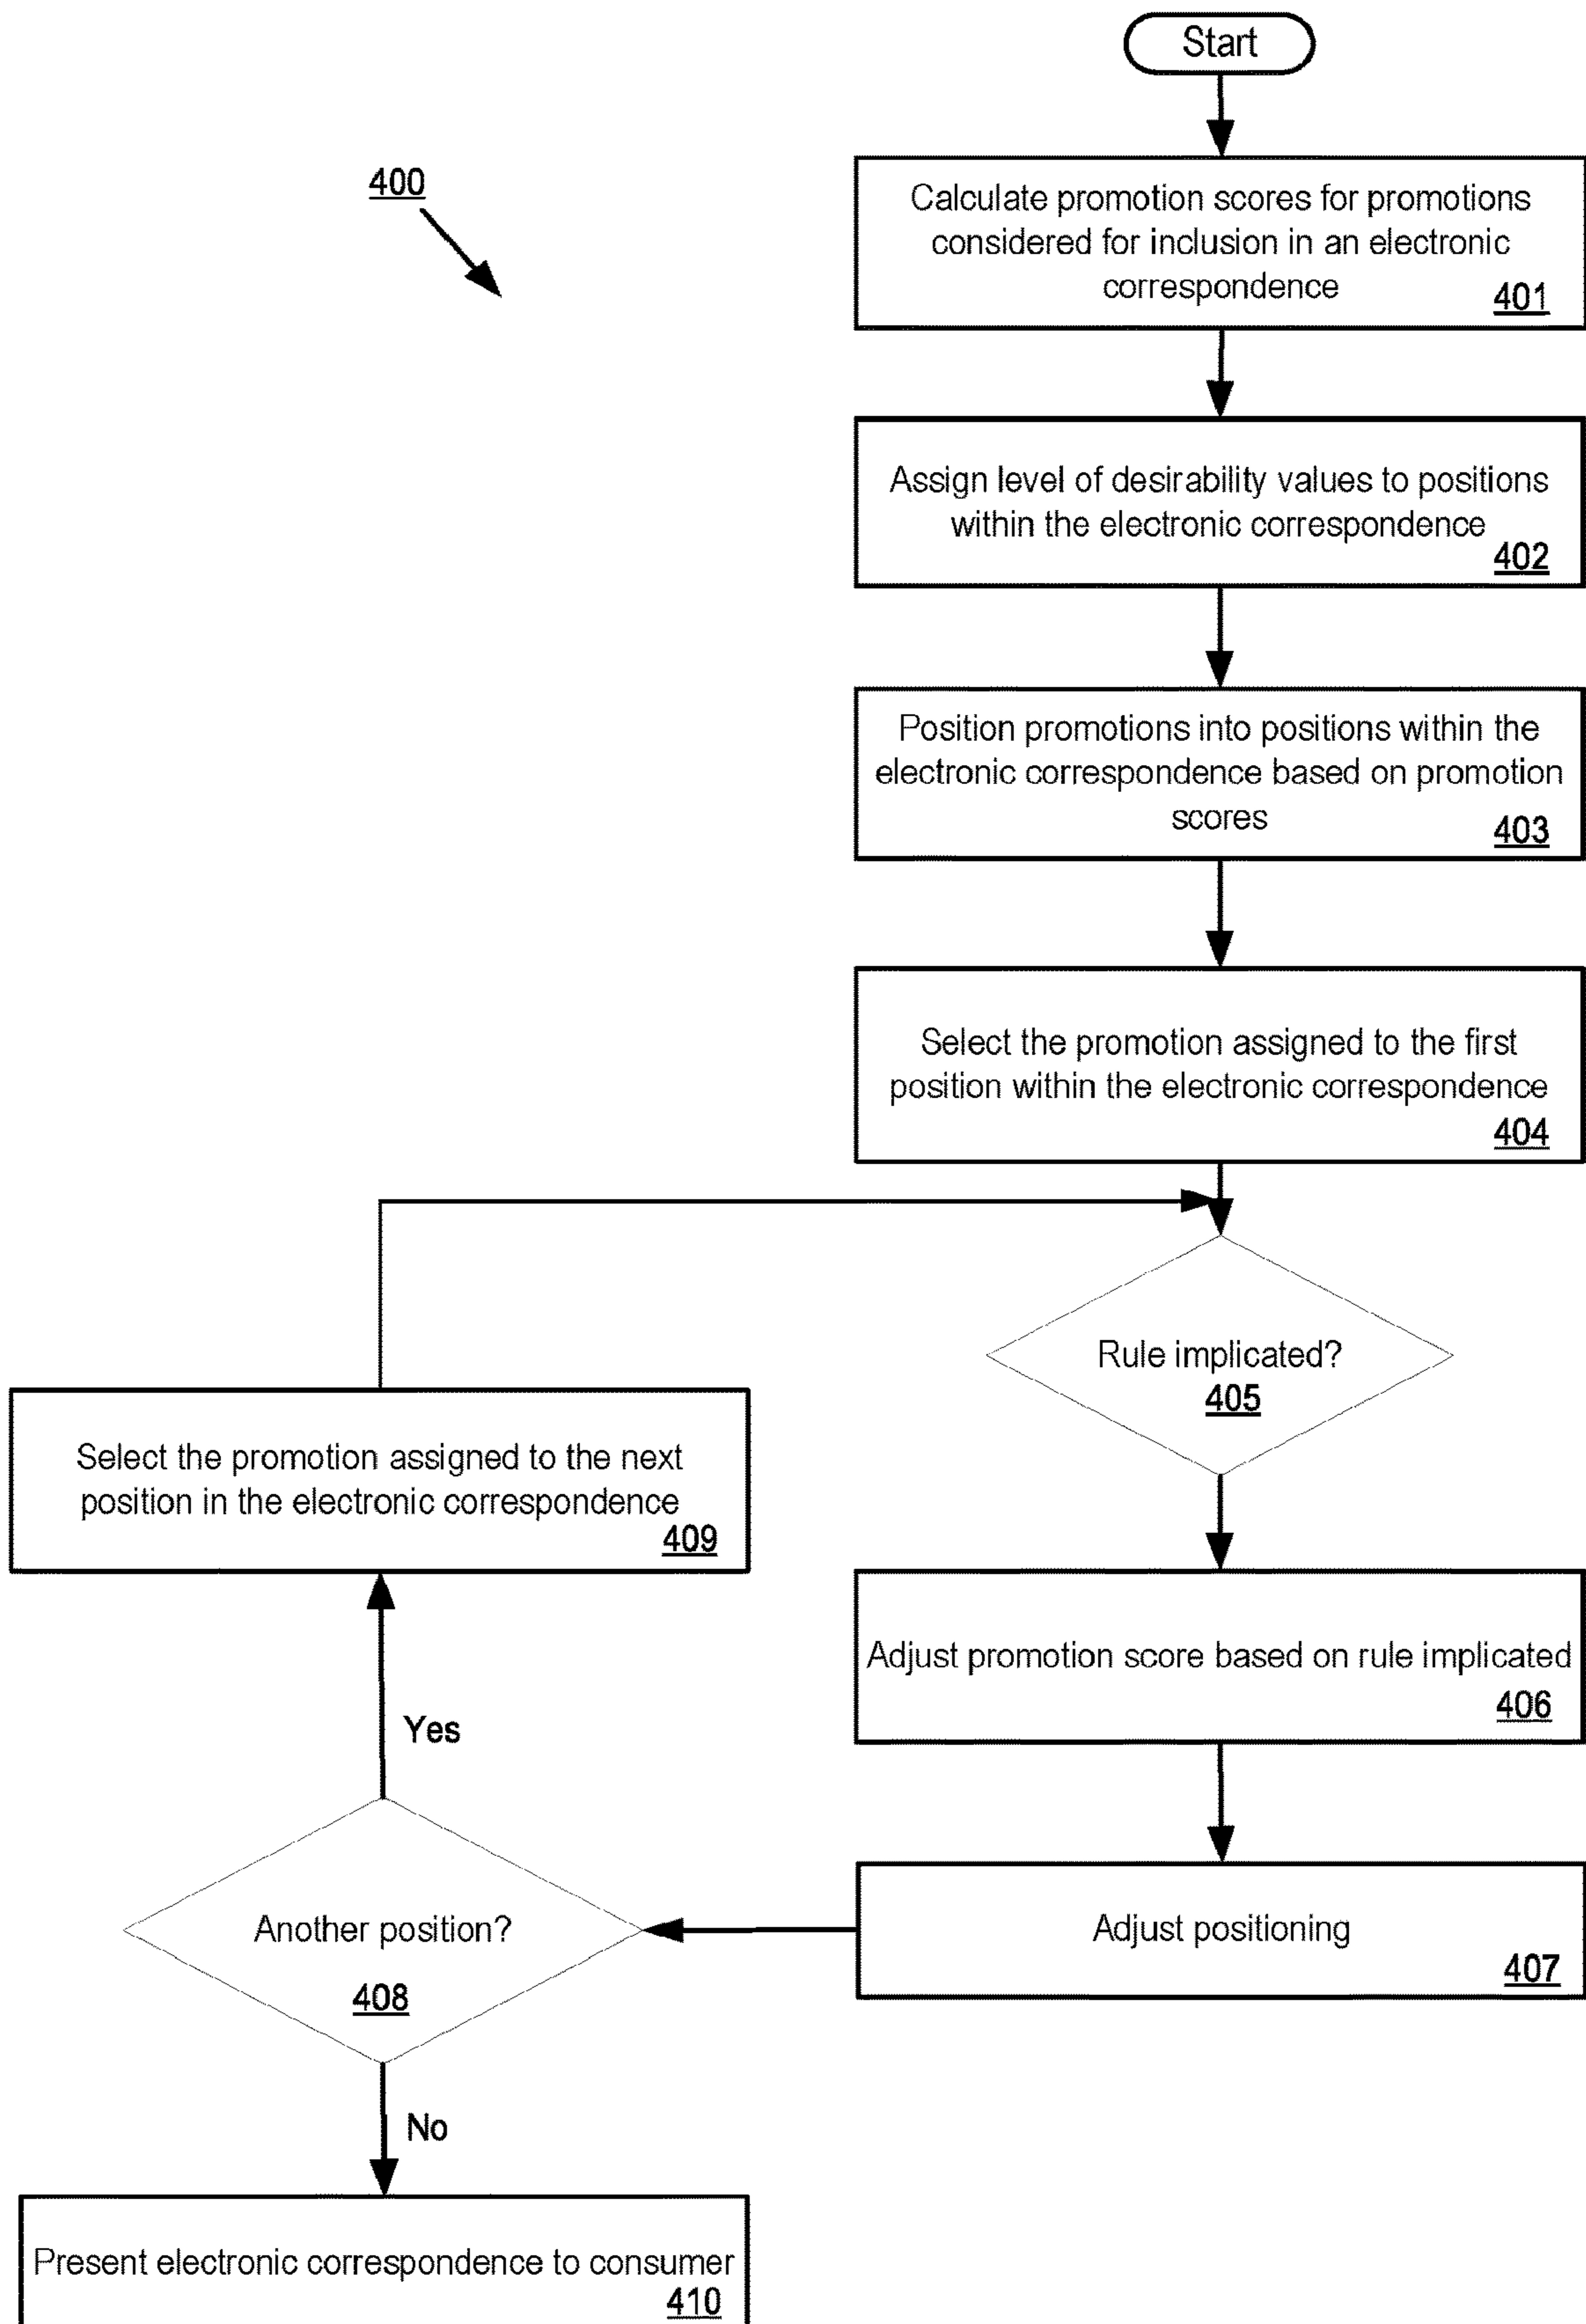 Start
400
Calculate promotion scores for promotions
considered for inclusion in an electronic
correspondence
401
Assign level of desirability values to positions
within the electronic correspondence
402
Position promotions into positions within the
electronic correspondence based on promotion
scores
403
Select the promotion assigned to the first
position within the electronic correspondence
404
Rule implicated?
405
Adjust promotion score based on rule implicated
406
Adjust positioning
407
Another position?
408
Yes
Select the promotion assigned to the next
position in the electronic correspondence
409
No
Present electronic correspondence to consumer
410